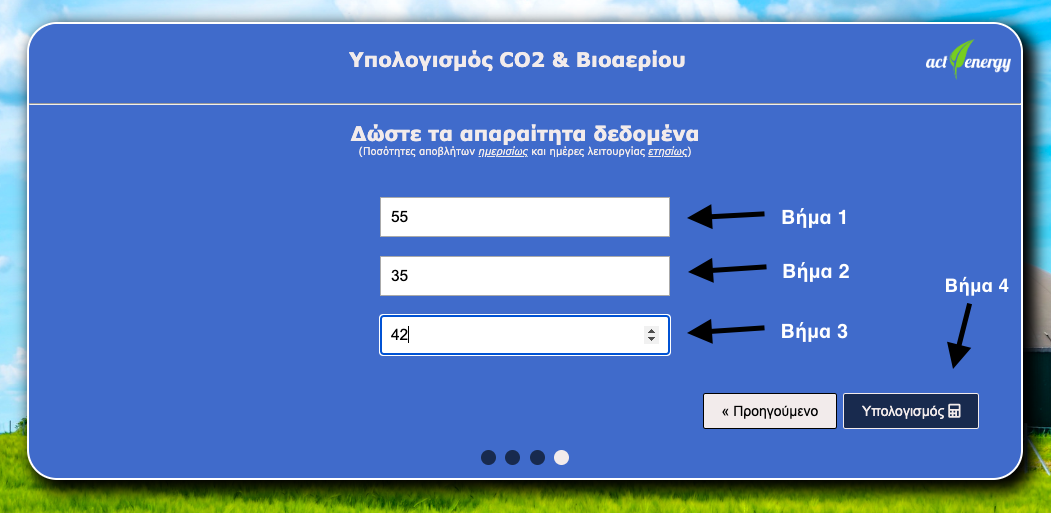 Υπολογισμός CO2 & Βιοαερίου
act energy
Δώστε τα απαραίτητα δεδομένα
(Ποσότητες αποβλήτων ημερισίως και ημέρες λειτουργίας ετησίως)
55
Βήμα 1
35
Βήμα 2
Βήμα 4
42
Βήμα 3
« Προηγούμενο
Υπολογισμός